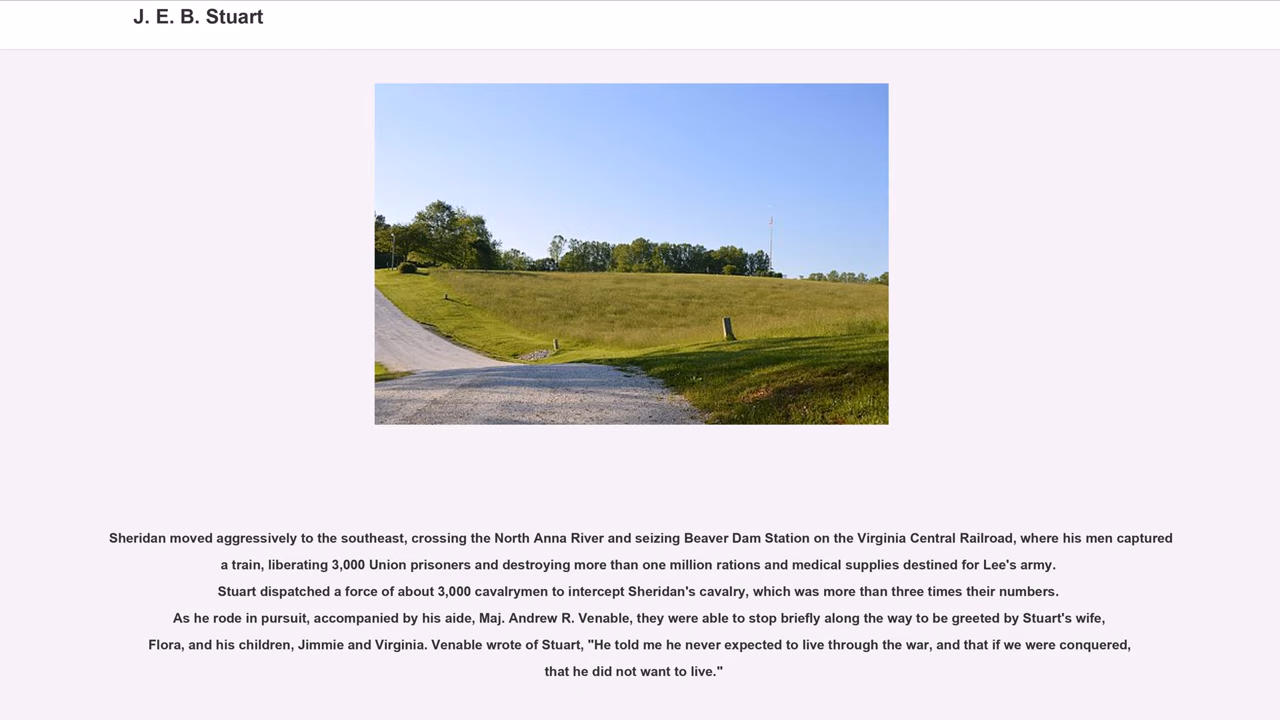 J. E. B. Stuart
Sheridan moved aggressively to the southeast, crossing the North Anna River and seizing Beaver Dam Station on the Virginia Central Railroad, where his men captured
a train, liberating 3,000 Union prisoners and destroying more than one million rations and medical supplies destined for Lee's army.
Stuart dispatched a force of about 3,000 cavalrymen to intercept Sheridan's cavalry, which was more than three times their numbers.
As he rode in pursuit, accompanied by his aide, Maj. Andrew R. Venable, they were able to stop briefly along the way to be greeted by Stuart's wife,
Flora, and his children, Jimmie and Virginia. Venable wrote of Stuart, "He told me he never expected to live through the war, and that if we were conquered,
that he did not want to live."